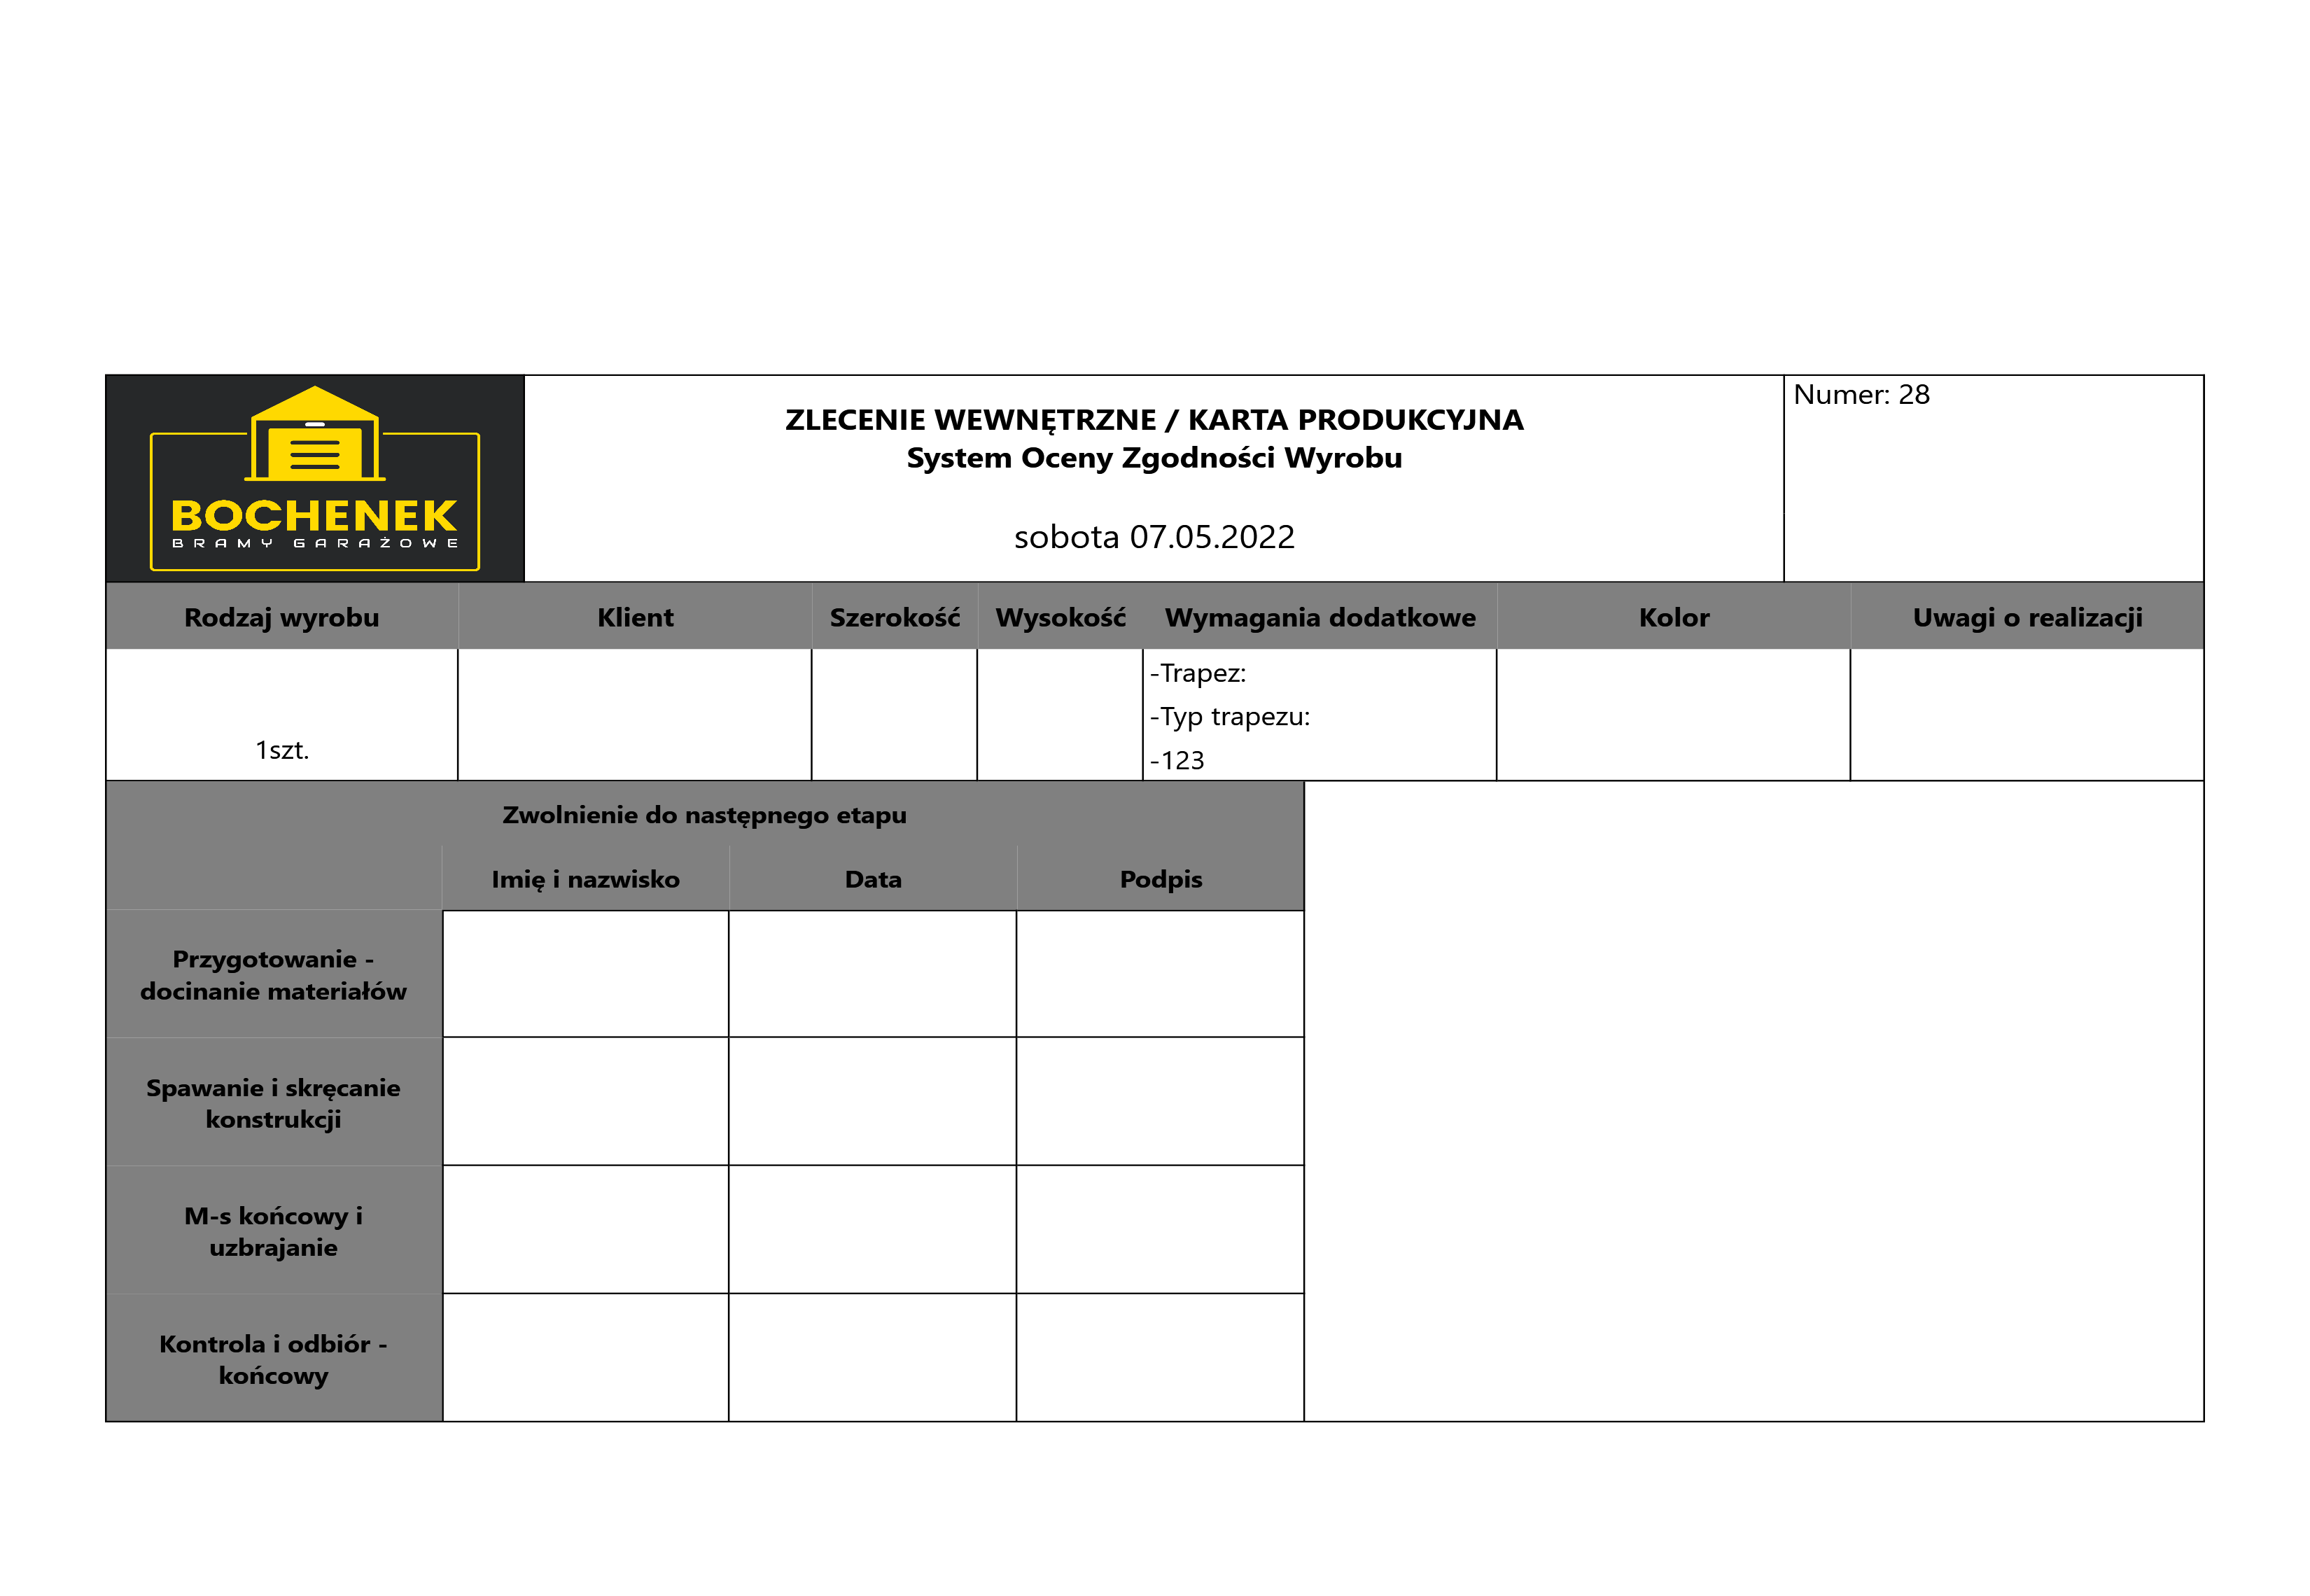 BOCHENEK
BRAMY GARAŻOWE
ZLECENIE WEWNĘTRZNE / KARTA PRODUKCYJNA
System Oceny Zgodności Wyrobu
sobota 07.05.2022
Numer: 28
Rodzaj wyrobu Klient Szerokość Wysokość Wymagania dodatkowe Kolor Uwagi o realizacji
1szt.
-Trapez:
-Typ trapezu:
-123
Zwolnienie do następnego etapu
Imię i nazwisko Data Podpis
Przygotowanie -
docinanie materiałów
Spawanie i skręcanie
konstrukcji
M-s końcowy i
uzbrajanie
Kontrola i odbiór -
końcowy